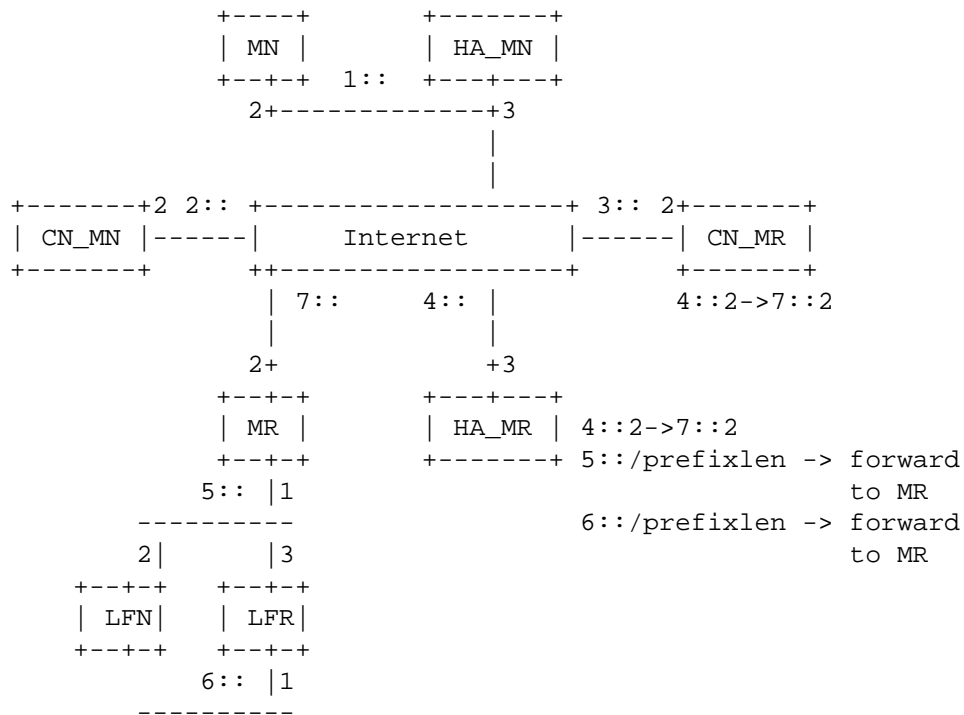 +----+       +-------+
| MN |       | HA_MN |
+--+-+  1::  +---+---+
2+-------------+3
|
|
+-------+2 2:: +-------------------+ 3:: 2+-------+
| CN_MN |------|     Internet      |------| CN_MR |
+-------+      ++------------------+      +-------+
| 7::     4:: |            4::2->7::2
|             |
2+             +3
+--+-+       +---+---+
| MR |       | HA_MR | 4::2->7::2
+--+-+       +-------+ 5::/prefixlen -> forward
5:: |1                                     to MR
----------                  6::/prefixlen -> forward
2|      |3                                     to MR
+--+-+   +--+-+
| LFN|   | LFR|
+--+-+   +--+-+
6:: |1
----------